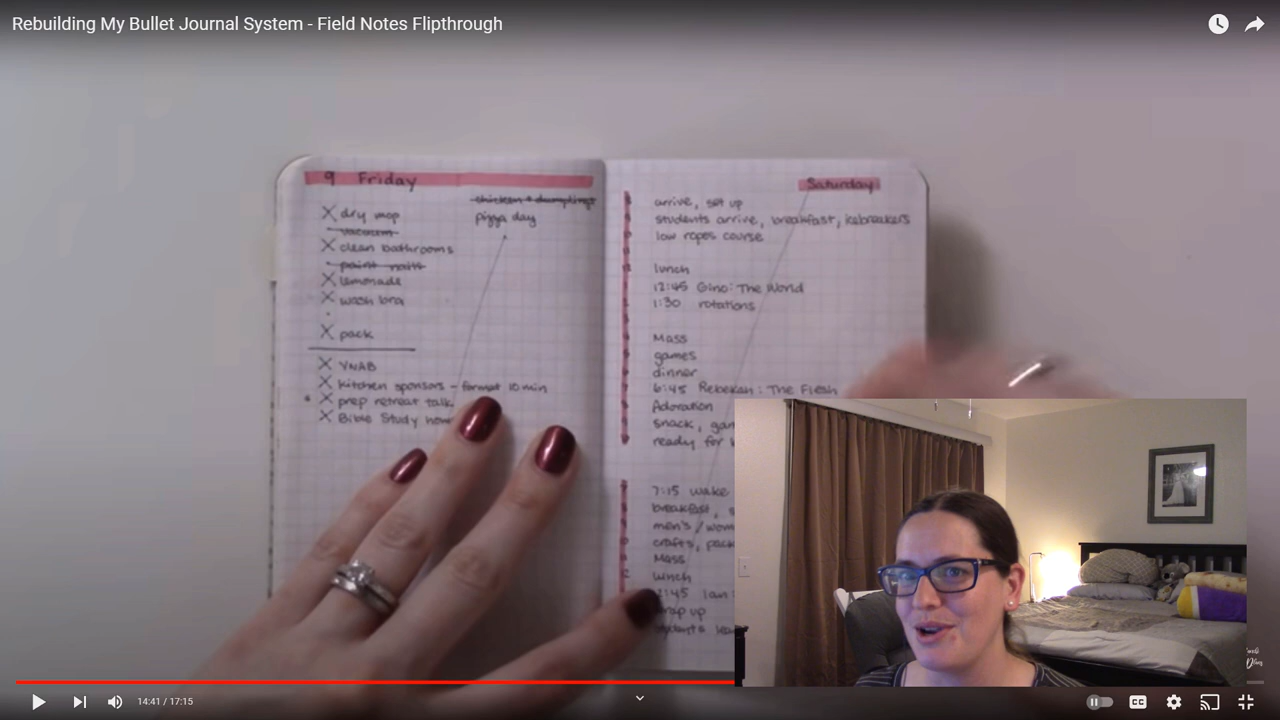 Rebuilding My Bullet Journal System - Field Notes Flipthrough
9 Friday
chicken + dumplings
pizza day
X dry mop
vacuum
X clean bathrooms
paint nails
X lemonade
X wash bra
X pack
X YNAB
X kitchen sponsors - format 10 min
X prep retreat talk
X Bible Study
Saturday
arrive, set up
students arrive, breakfast, icebreakers
low ropes course
lunch
12:45 Gino: The World
1:30 rotations
Mass
games
dinner
6:45 Rebekah: The Flesh
Adoration
snack,
ready for
7:15 wake
breakfast,
men's/
crafts,
Mass
lunch
Ian:
wrap up
students
14:41 / 17:15
CC